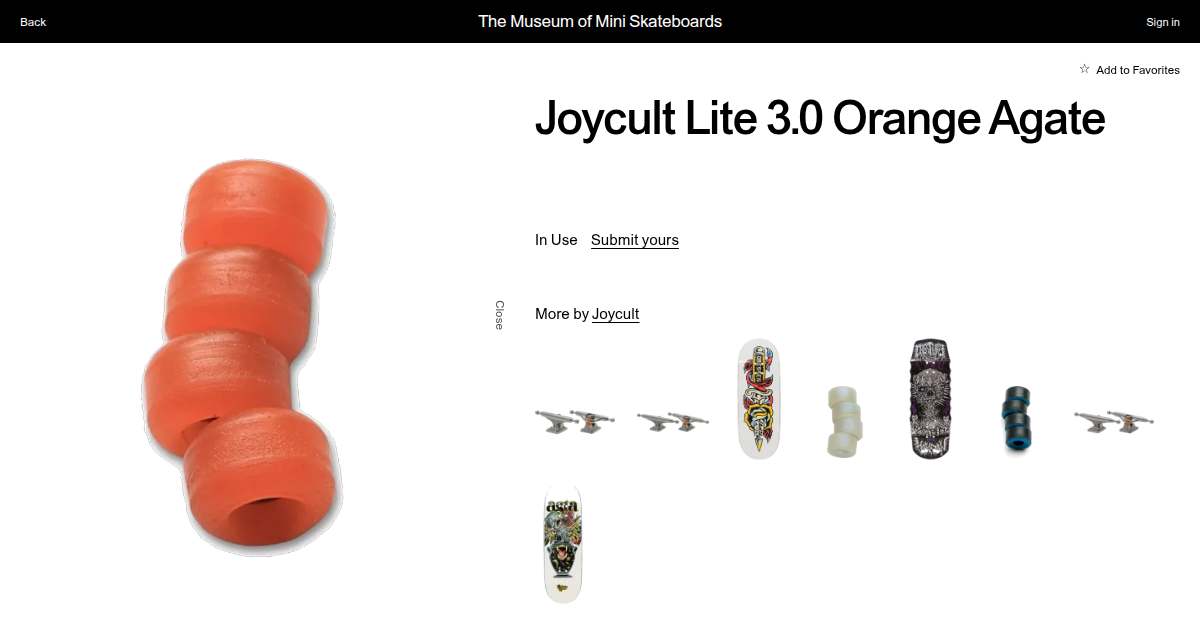 Back
The Museum of Mini Skateboards
Sign in
☆ Add to Favorites
Joycult Lite 3.0 Orange Agate
In Use Submit yours
Close
More by Joycult
agta